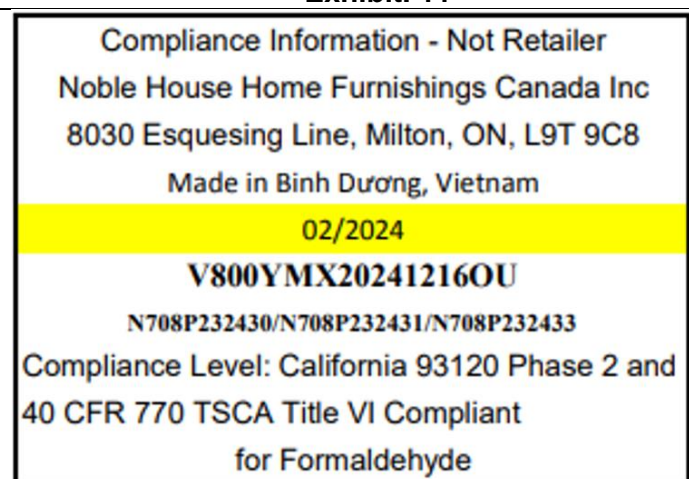 Compliance Information - Not Retailer
Noble House Home Furnishings Canada Inc
8030 Esquesing Line, Milton, ON, L9T 9C8
Made in Binh Dương, Vietnam
02/2024
V800YMX20241216OU
N708P232430/N708P232431/N708P232433
Compliance Level: California 93120 Phase 2 and
40 CFR 770 TSCA Title VI Compliant
for Formaldehyde